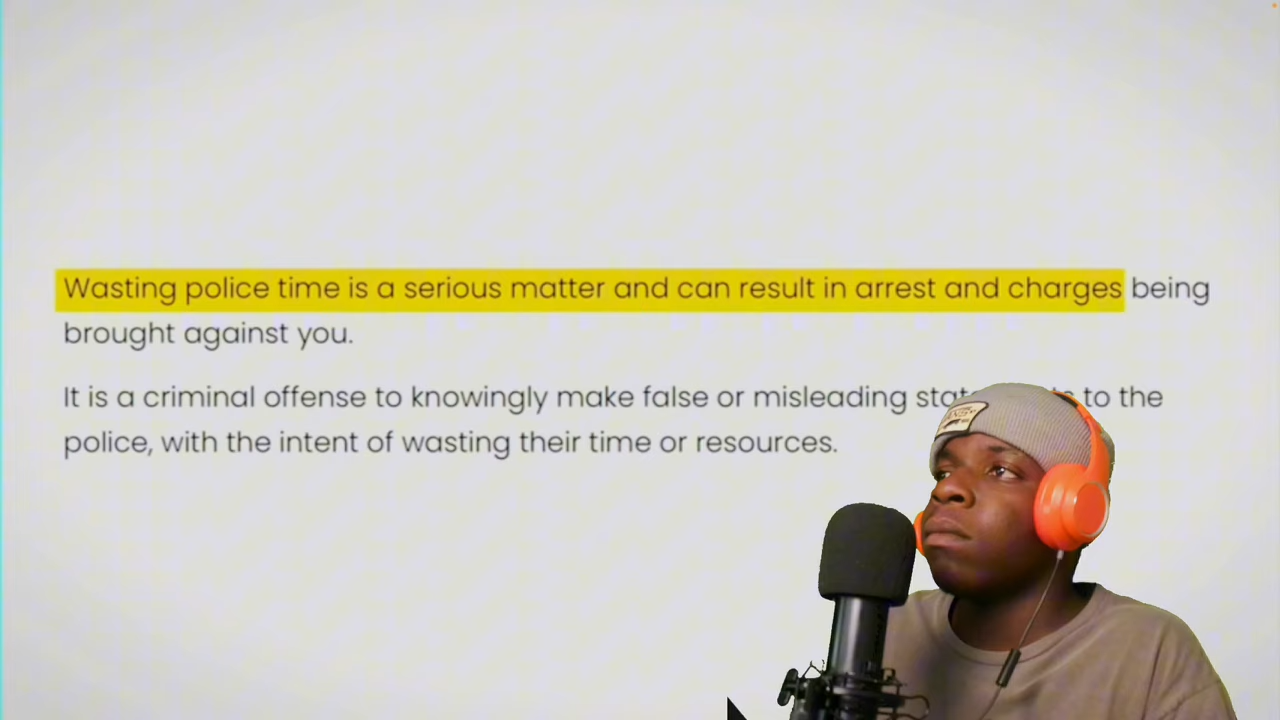 Wasting police time is a serious matter and can result in arrest and charges being
brought against you.
It is a criminal offense to knowingly make false or misleading to the
police, with the intent of wasting their time or resources.